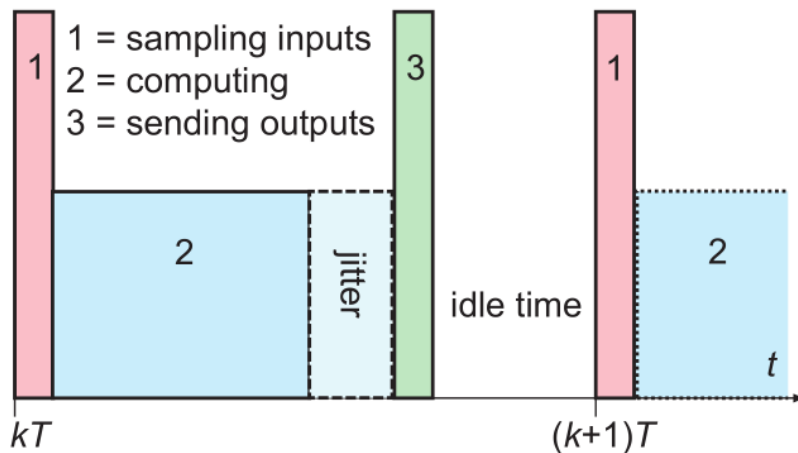 1
1 = sampling inputs
2 = computing
3 = sending outputs
3
1
2
jitter
idle time
2
t
kT
(k+1)T